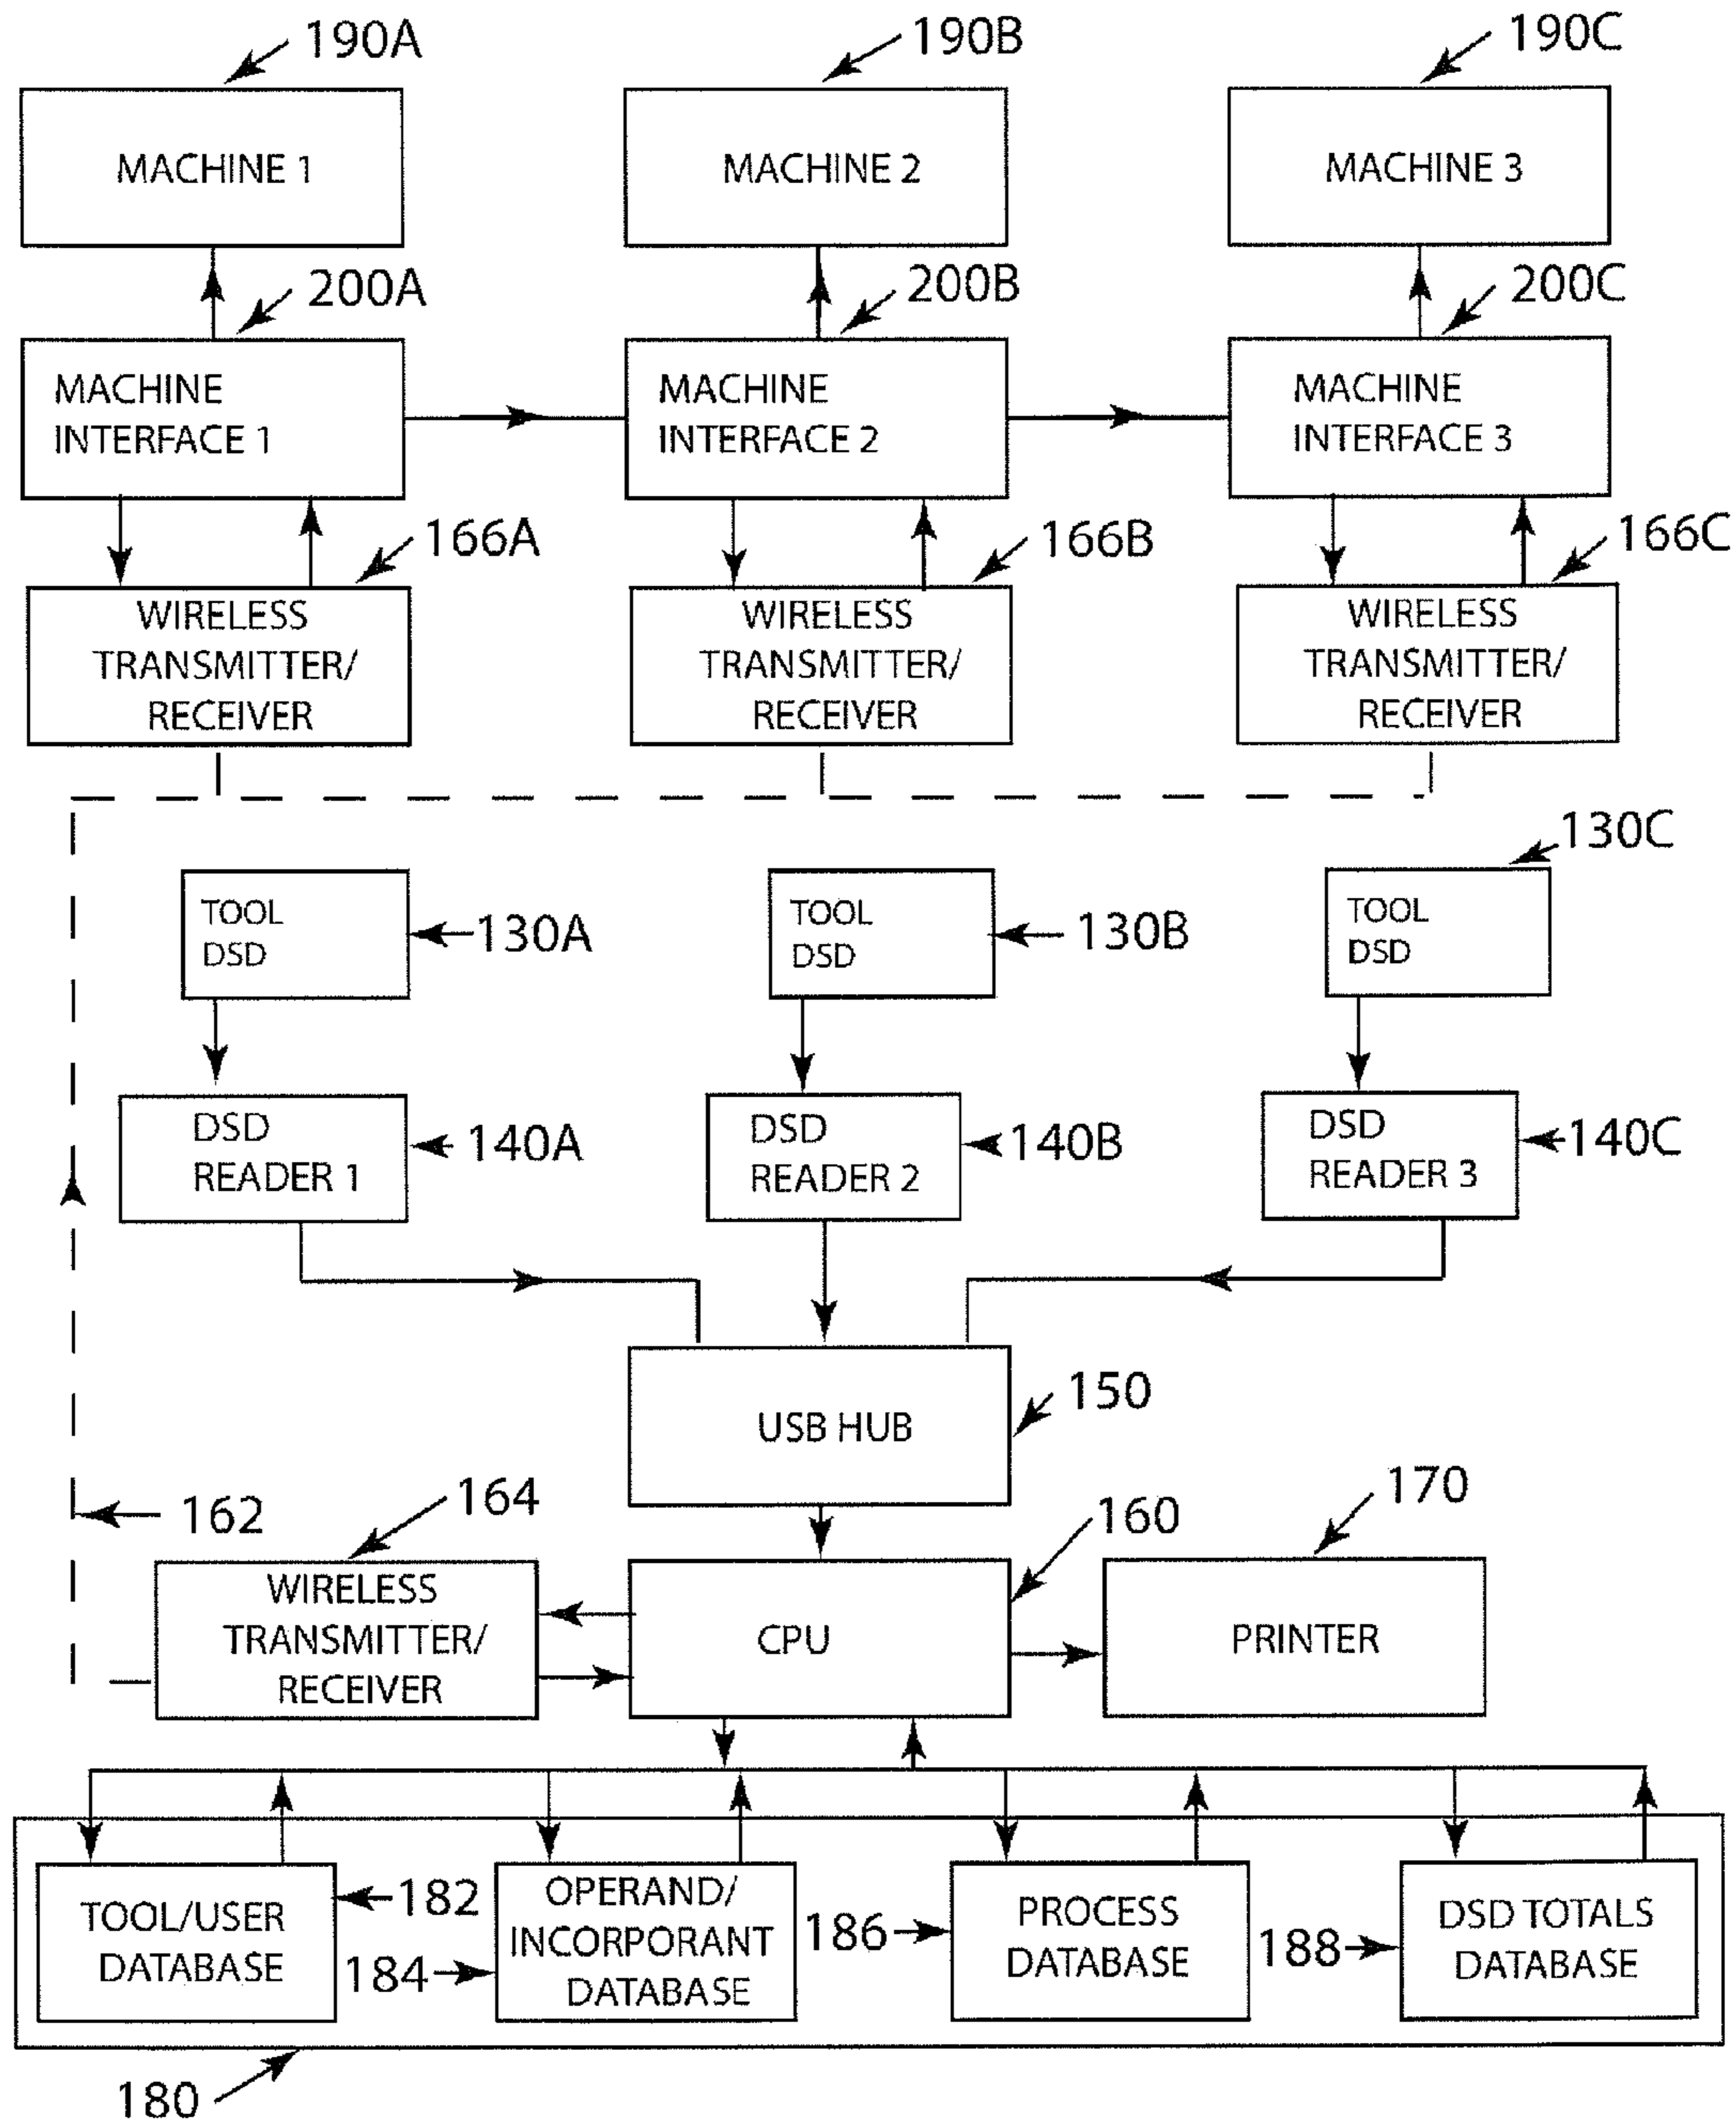 190A
190B
190C
MACHINE 1
MACHINE 2
MACHINE 3
200A
200B
200C
MACHINE
INTERFACE 1
MACHINE
INTERFACE 2
MACHINE
INTERFACE 3
166A
166B
166C
WIRELESS
TRANSMITTER/
RECEIVER
WIRELESS
TRANSMITTER/
RECEIVER
WIRELESS
TRANSMITTER/
RECEIVER
130C
TOOL
DSD
130A
TOOL
DSD
130B
TOOL
DSD
DSD
READER 1
140A
DSD
READER 2
140B
DSD
READER 3
140C
USB HUB
150
162
164
160
170
WIRELESS
TRANSMITTER/
RECEIVER
CPU
PRINTER
TOOL/USER
DATABASE
182
184
OPERAND/
INCORPORANT
DATABASE
186
PROCESS
DATABASE
188
DSD TOTALS
DATABASE
180